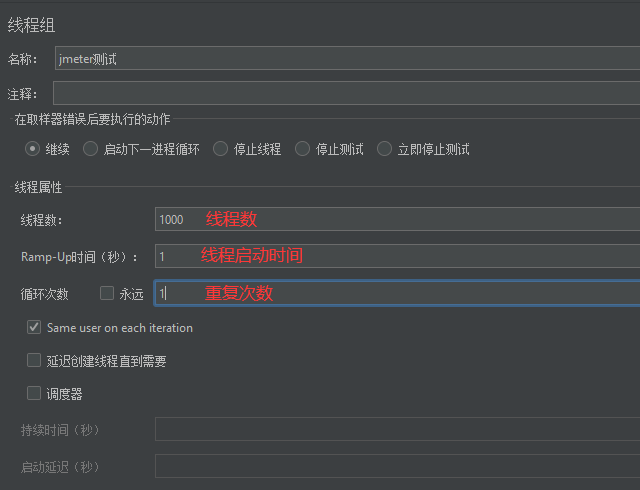 线程组
名称： jmeter测试
注释：
在取样器错误后要执行的动作
继续 启动下一进程循环 停止线程 停止测试 立即停止测试
线程属性
线程数： 1000 线程数
Ramp-Up时间（秒）： 1 线程启动时间
循环次数 永远 1 重复次数
Same user on each iteration
延迟创建线程直到需要
调度器
持续时间（秒）
启动延迟（秒）